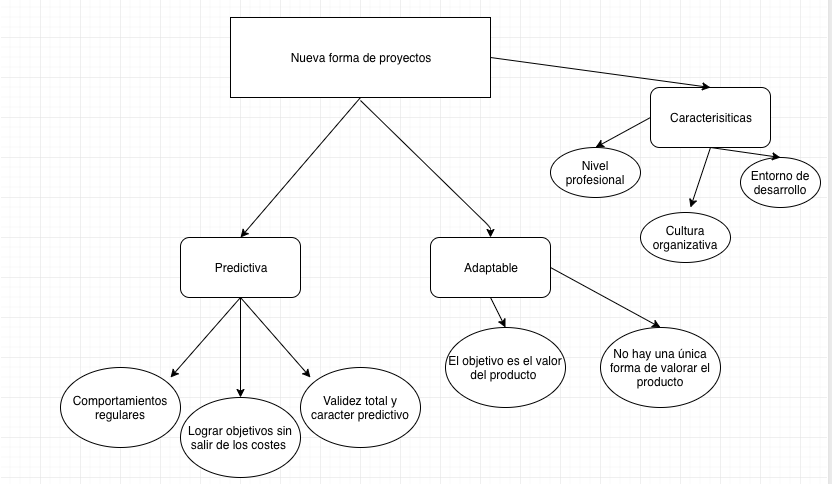 Nueva forma de proyectos
Caracterisiticas
Nivel
profesional
Entorno de
desarrollo
Cultura
organizativa
Predictiva
Adaptable
El objetivo es el valor
del producto
No hay una única
forma de valorar el
producto
Comportamientos
regulares
Lograr objetivos sin
salir de los costes
Validez total y
caracter predictivo